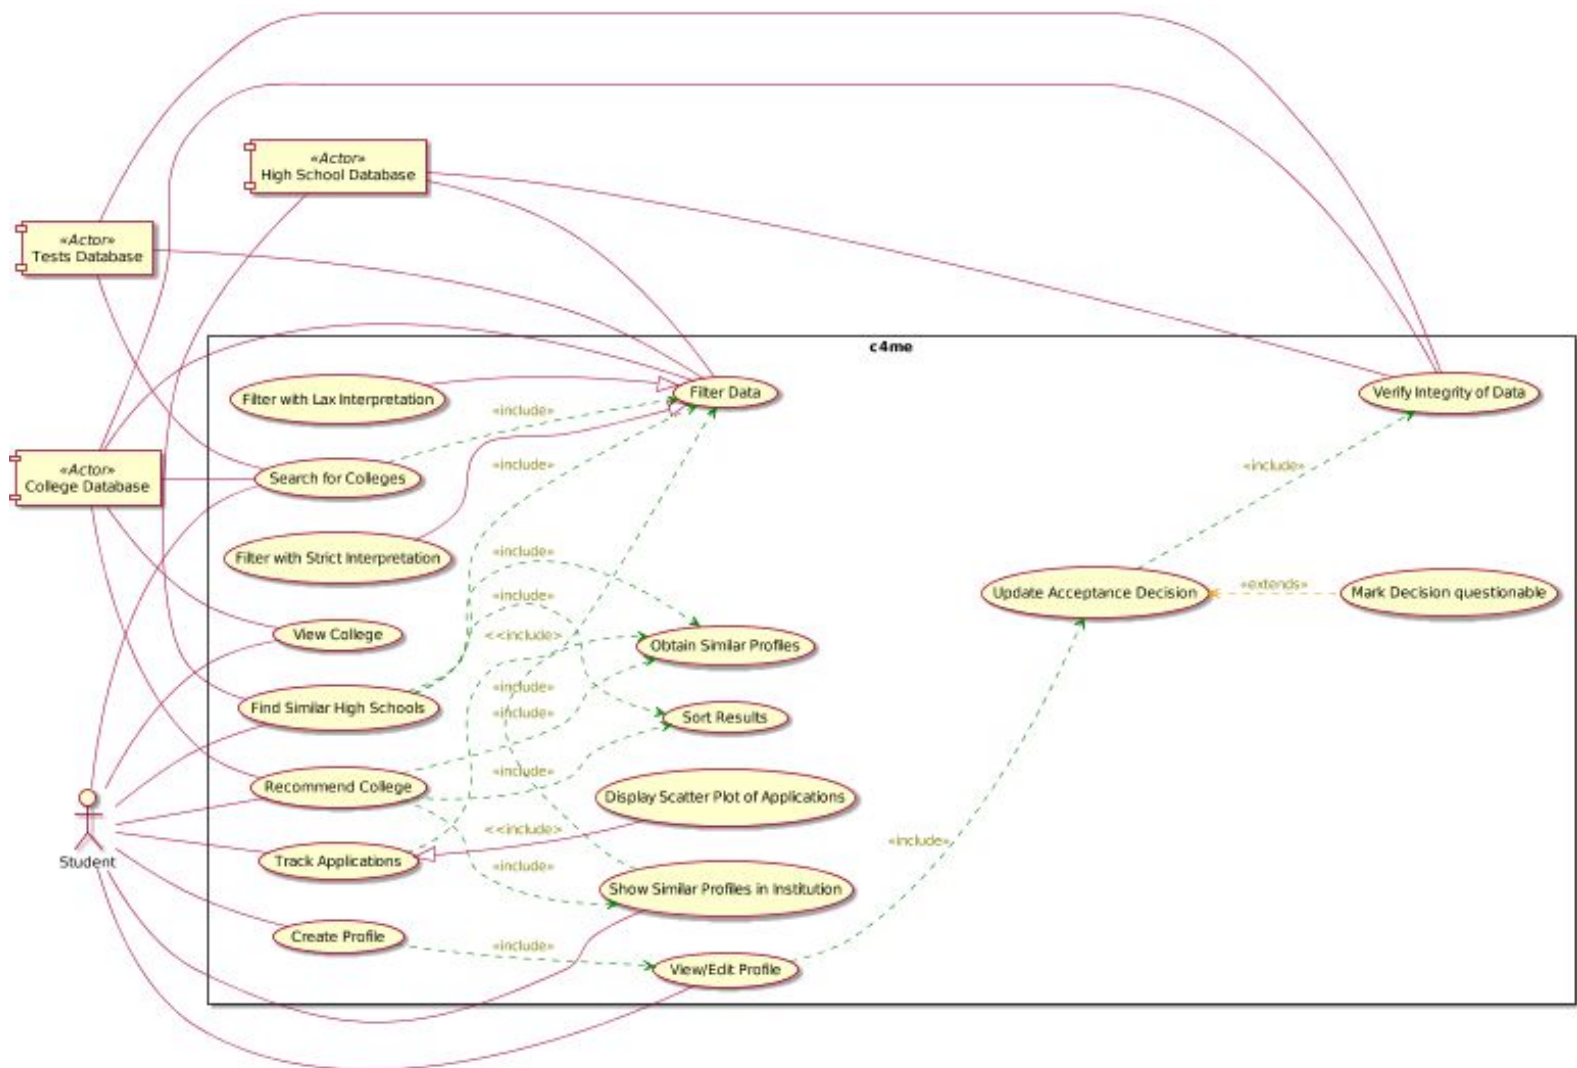 «Actor»
High School Database
«Actor»
Tests Database
c4me
Filter Data
Verify Integrity of Data
Filter with Lax Interpretation
«include»
«include»
«include»
Search for Colleges
«Actor»
College Database
Filter with Strict Interpretation
«include»
Update Acceptance Decision
«extends»
Mark Decision questionable
«include»
View College
<<include>
Obtain Similar Profiles
Find Similar High Schools
«include»
«include»
Sort Results
Recommend College
«include»
Display Scatter Plot of Applications
<<include>
«include»
Student
Track Applications
«include»
Show Similar Profiles in Institution
Create Profile
«include»
View/Edit Profile